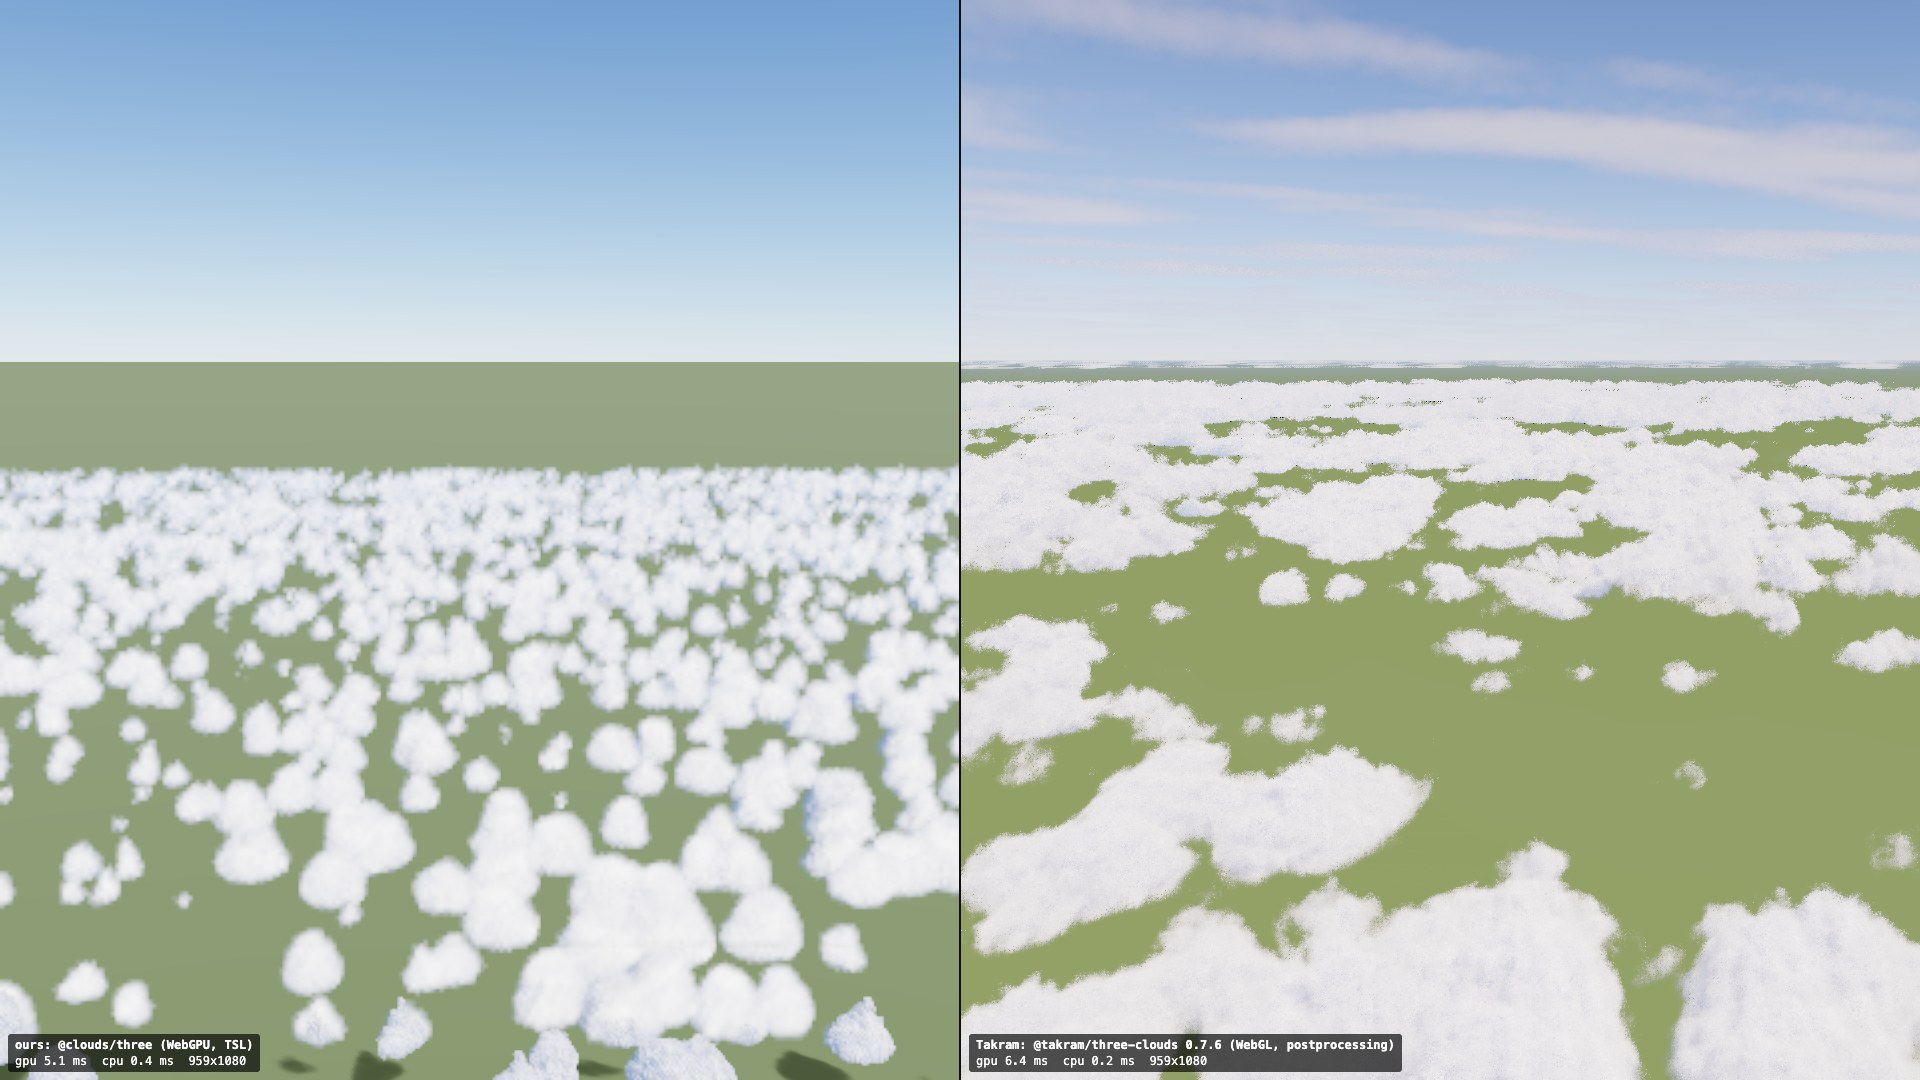 ours: @clouds/three (WebGPU, TSL)
gpu 5.1 ms  cpu 0.4 ms  959x1080
Takram: @takram/three-clouds 0.7.6 (WebGL, postprocessing)
gpu 6.4 ms  cpu 0.2 ms  959x1080